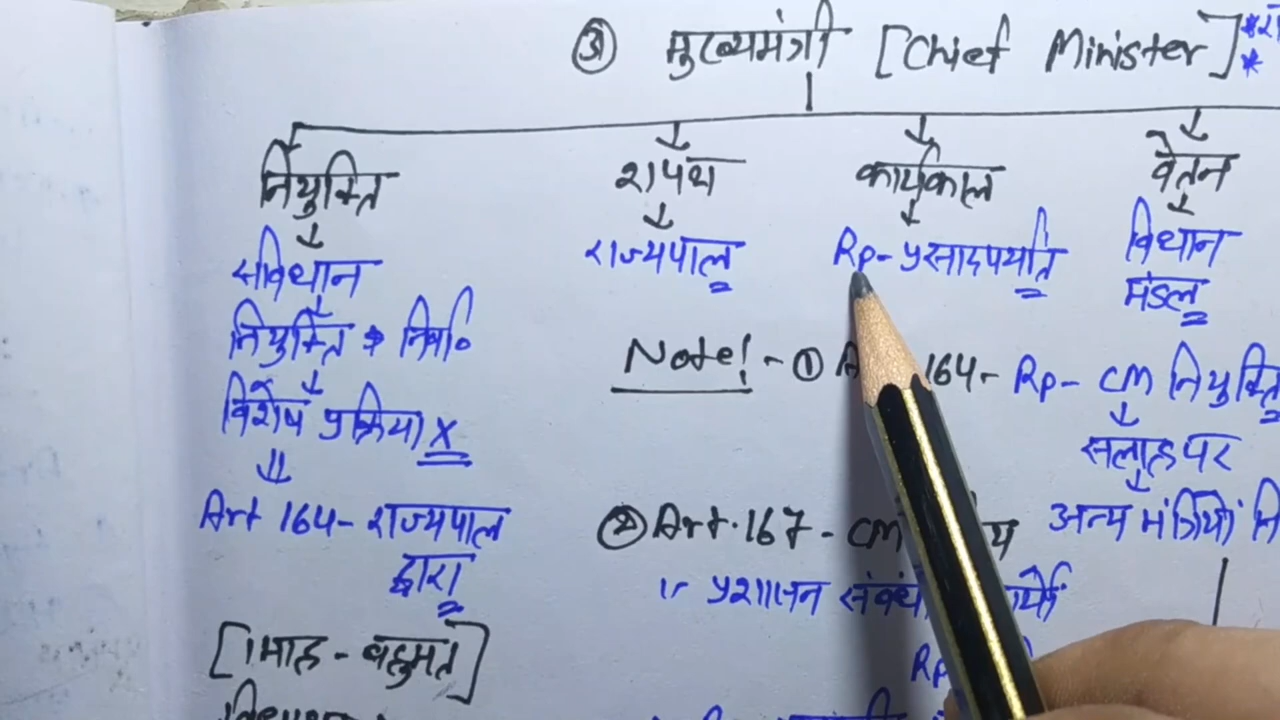 ③ मुख्यमंत्री [Chief Minister] *
*
नियुक्ति
↓
संविधान
↓
नियुक्ति → निर्वा०
↓
विशेष प्रक्रिया x
⇓
Art 164- राज्यपाल
द्वारा
[1माह - बहुमत]
शपथ
↓
राज्यपाल
कार्यकाल
↓
Rp- प्रसादपर्यांत
वेतन
↓
विधान
मंडल
Note! - ① 164- Rp- CM नियुक्ति
↓
सलाह पर
↓
अन्य मंत्रियों नि
② Art.167 - CM
प्रशासन
Rp